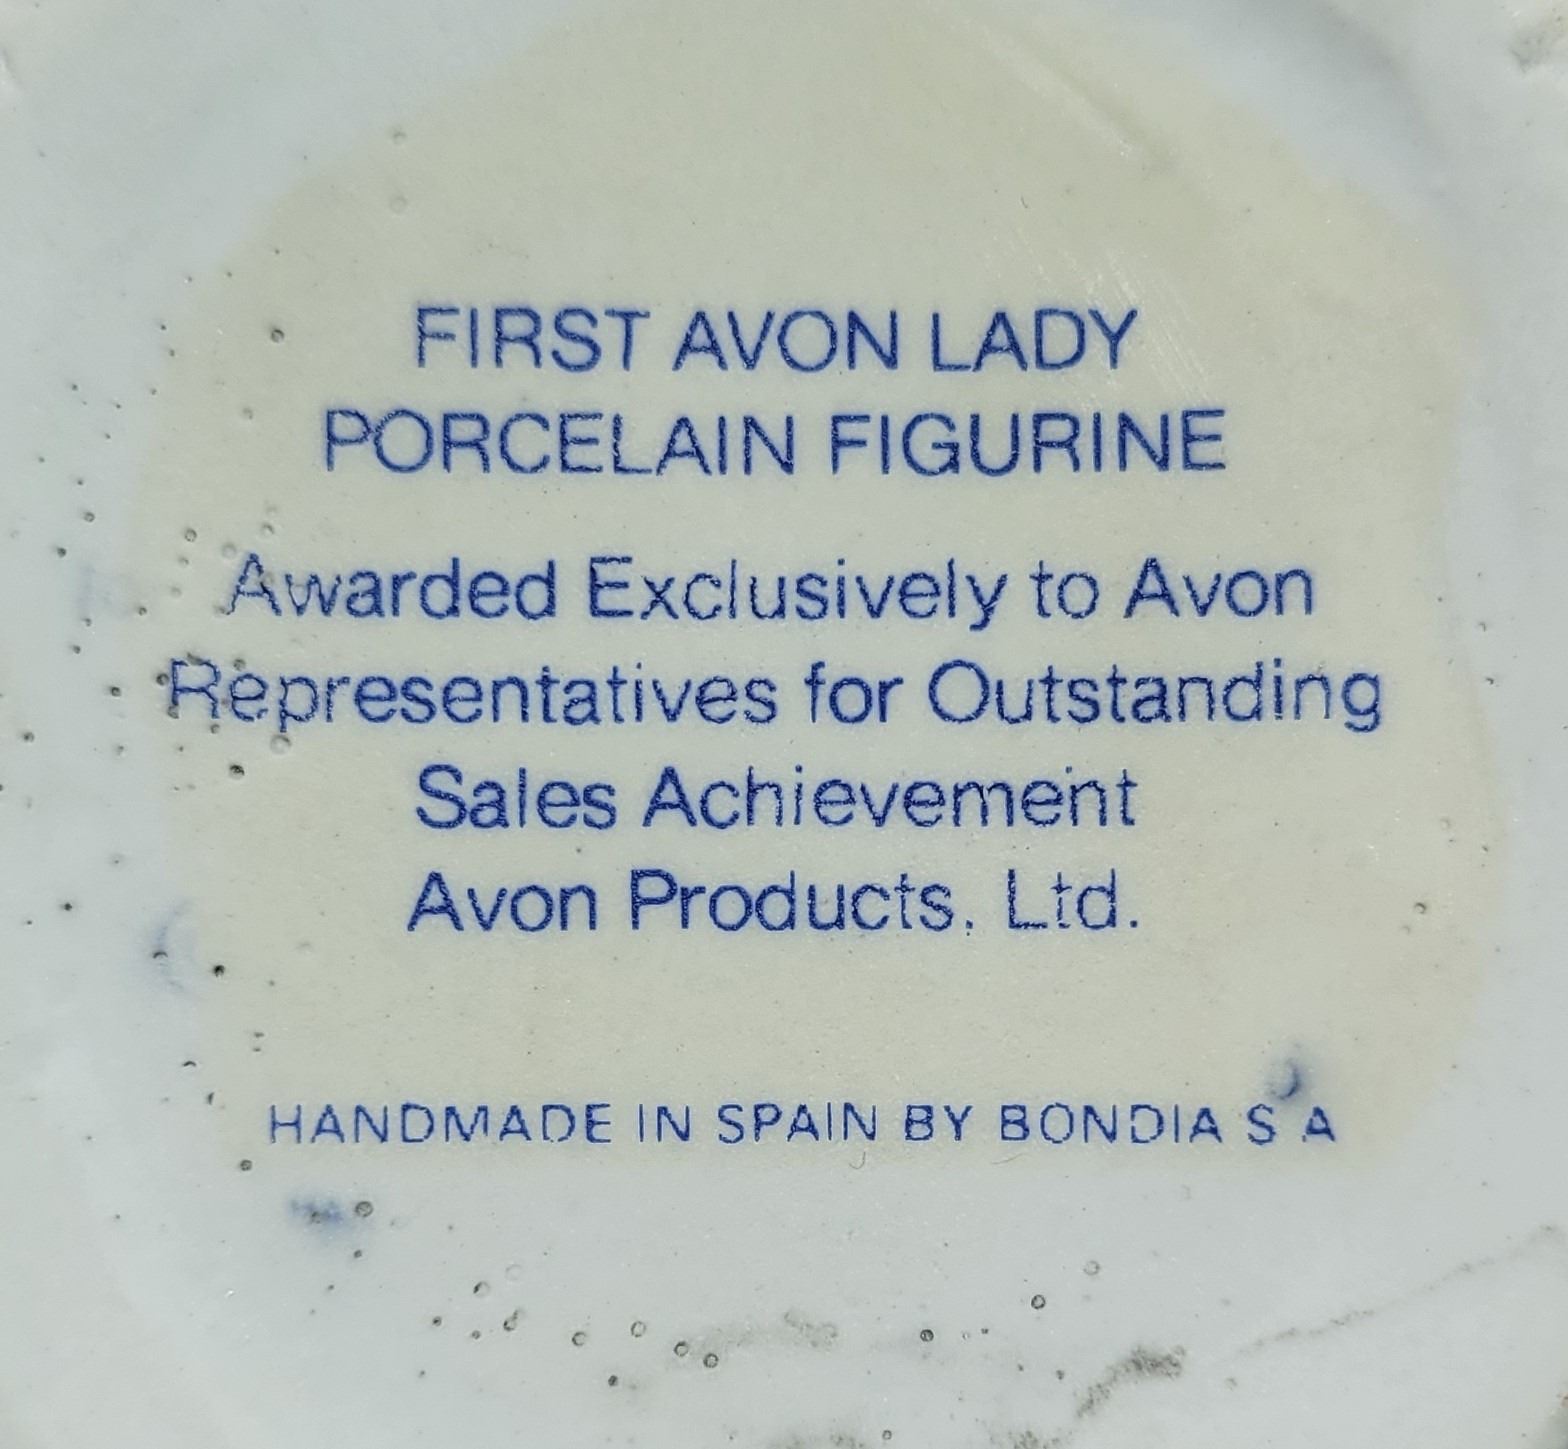 FIRST AVON LADY
PORCELAIN FIGURINE
Awarded Exclusively to Avon
Representatives for Outstanding
Sales Achievement
Avon Products, Ltd.
HANDMADE IN SPAIN BY BONDIA S A